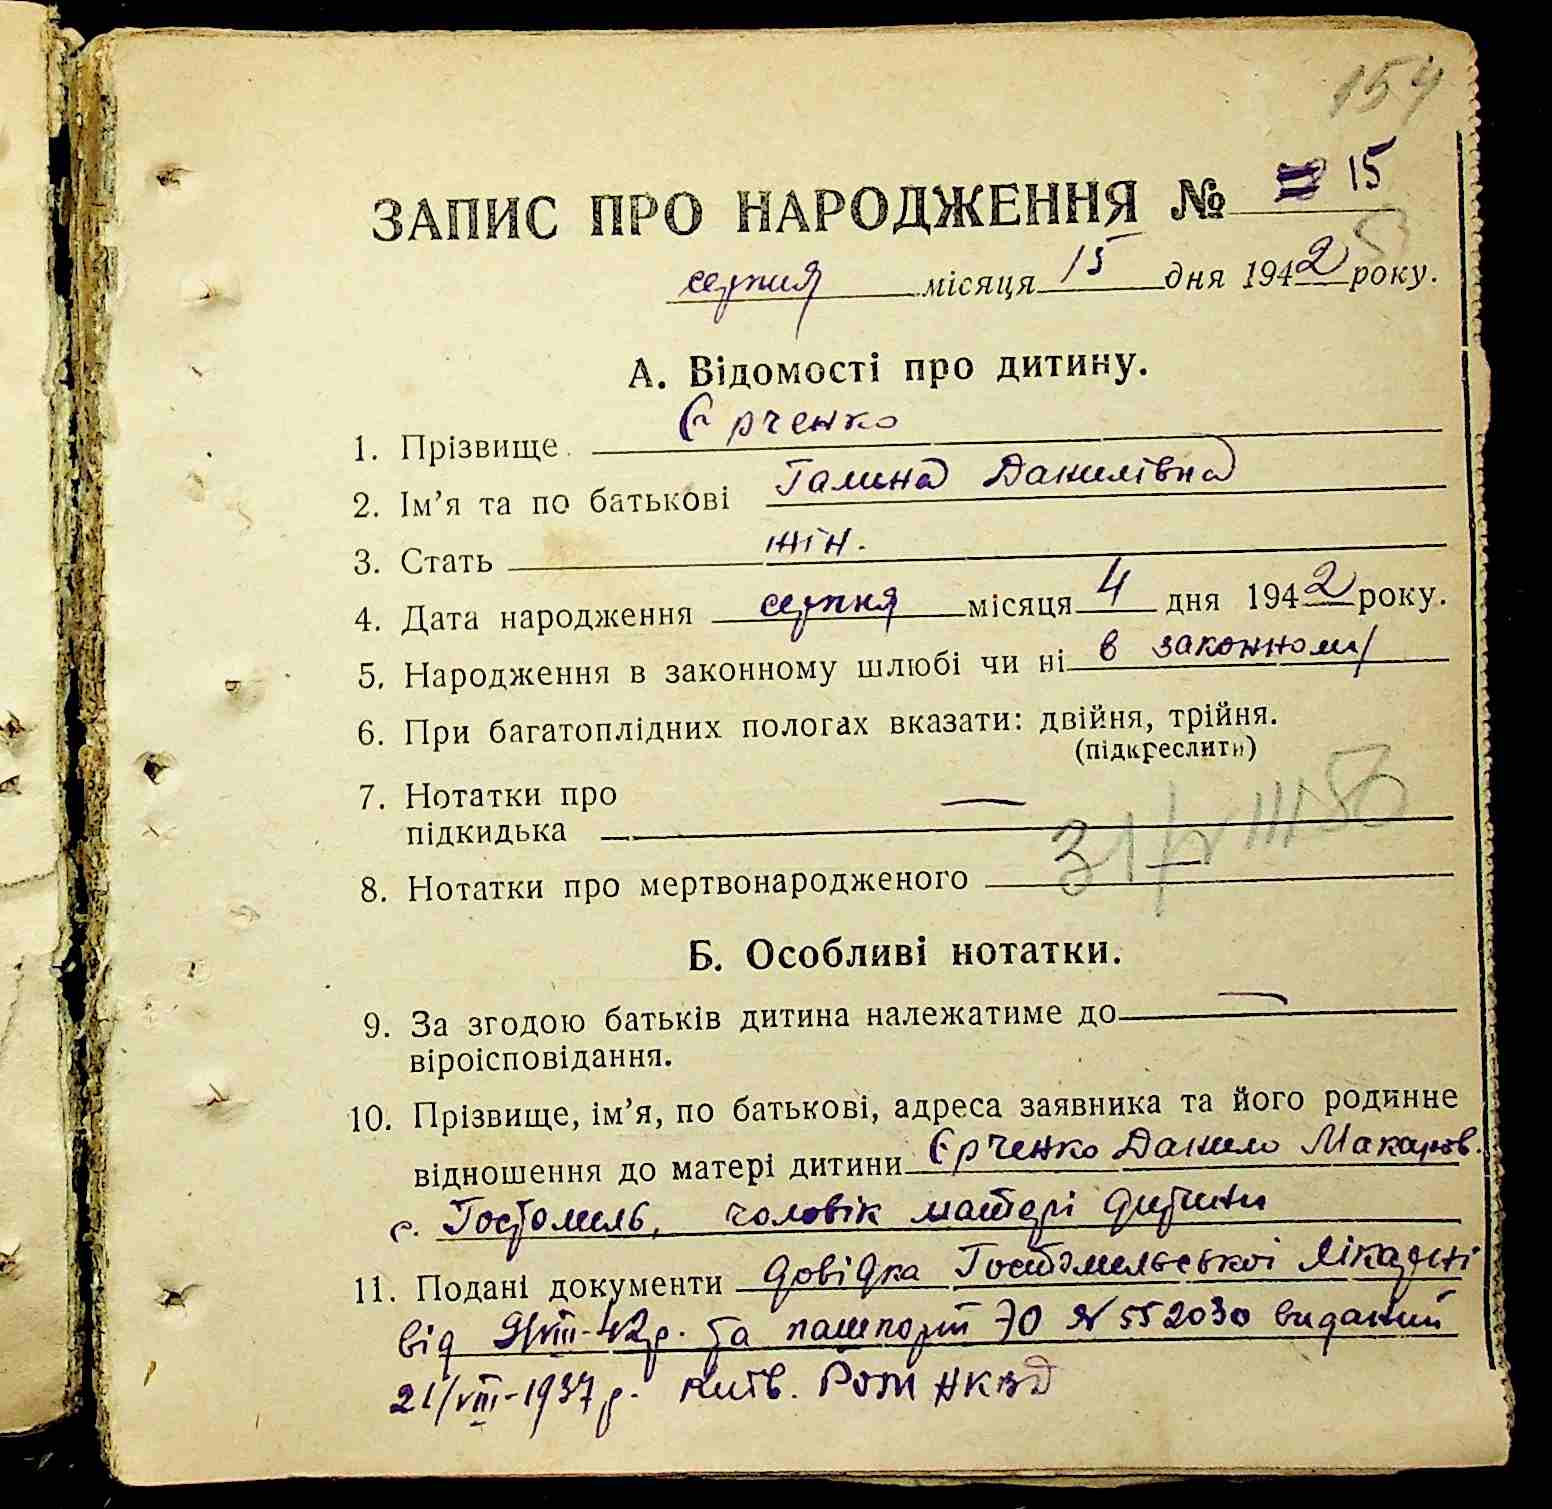 154
ЗАПИС ПРО НАРОДЖЕННЯ № 15
серпня місяця 15 дня 1942 року.
А. Відомості про дитину.
1. Прізвище Єрченко
2. Ім’я та по батькові Галина Данилівна
3. Стать жін.
4. Дата народження серпня місяця 4 дня 1942 року.
5. Народження в законному шлюбі чи ні в законному
6. При багатоплідних пологах вказати: двійня, трійня.
(підкреслити)
7. Нотатки про —
підкидька
31/VIII 50
8. Нотатки про мертвонародженого —
Б. Особливі нотатки.
9. За згодою батьків дитина належатиме до —
віроісповідання.
10. Прізвище, ім’я, по батькові, адреса заявника та його родинне
відношення до матері дитини Єрченко Данило Макаров.
с. Гостомиль, чоловік матері дитини
11. Подані документи довідка Гостомельської лікарні
від 9/VIII-42р. та пашпорт ЭО № 552030 виданий
21/VIII-1937р. Київ. РОМ НКВД